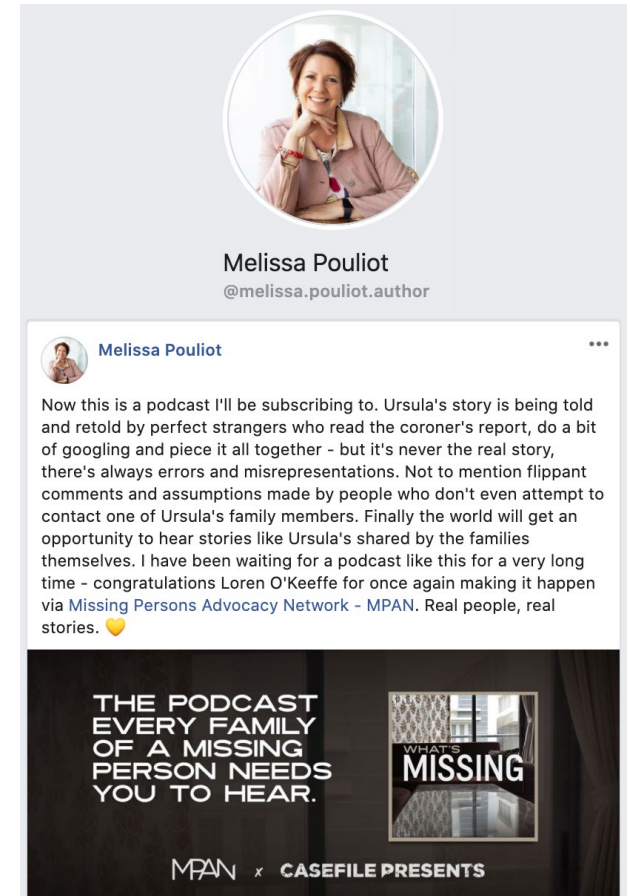 Melissa Pouliot
@melissa.pouliot.author
Melissa Pouliot
Now this is a podcast I'll be subscribing to. Ursula's story is being told
and retold by perfect strangers who read the coroner's report, do a bit
of googling and piece it all together - but it's never the real story,
there's always errors and misrepresentations. Not to mention flippant
comments and assumptions made by people who don't even attempt to
contact one of Ursula's family members. Finally the world will get an
opportunity to hear stories like Ursula's shared by the families
themselves. I have been waiting for a podcast like this for a very long
time - congratulations Loren O'Keeffe for once again making it happen
via Missing Persons Advocacy Network - MPAN. Real people, real
stories. 💛
THE PODCAST
EVERY FAMILY
OF A MISSING
PERSON NEEDS
YOU TO HEAR.
WHAT'S
MISSING
MPAN x CASEFILE PRESENTS